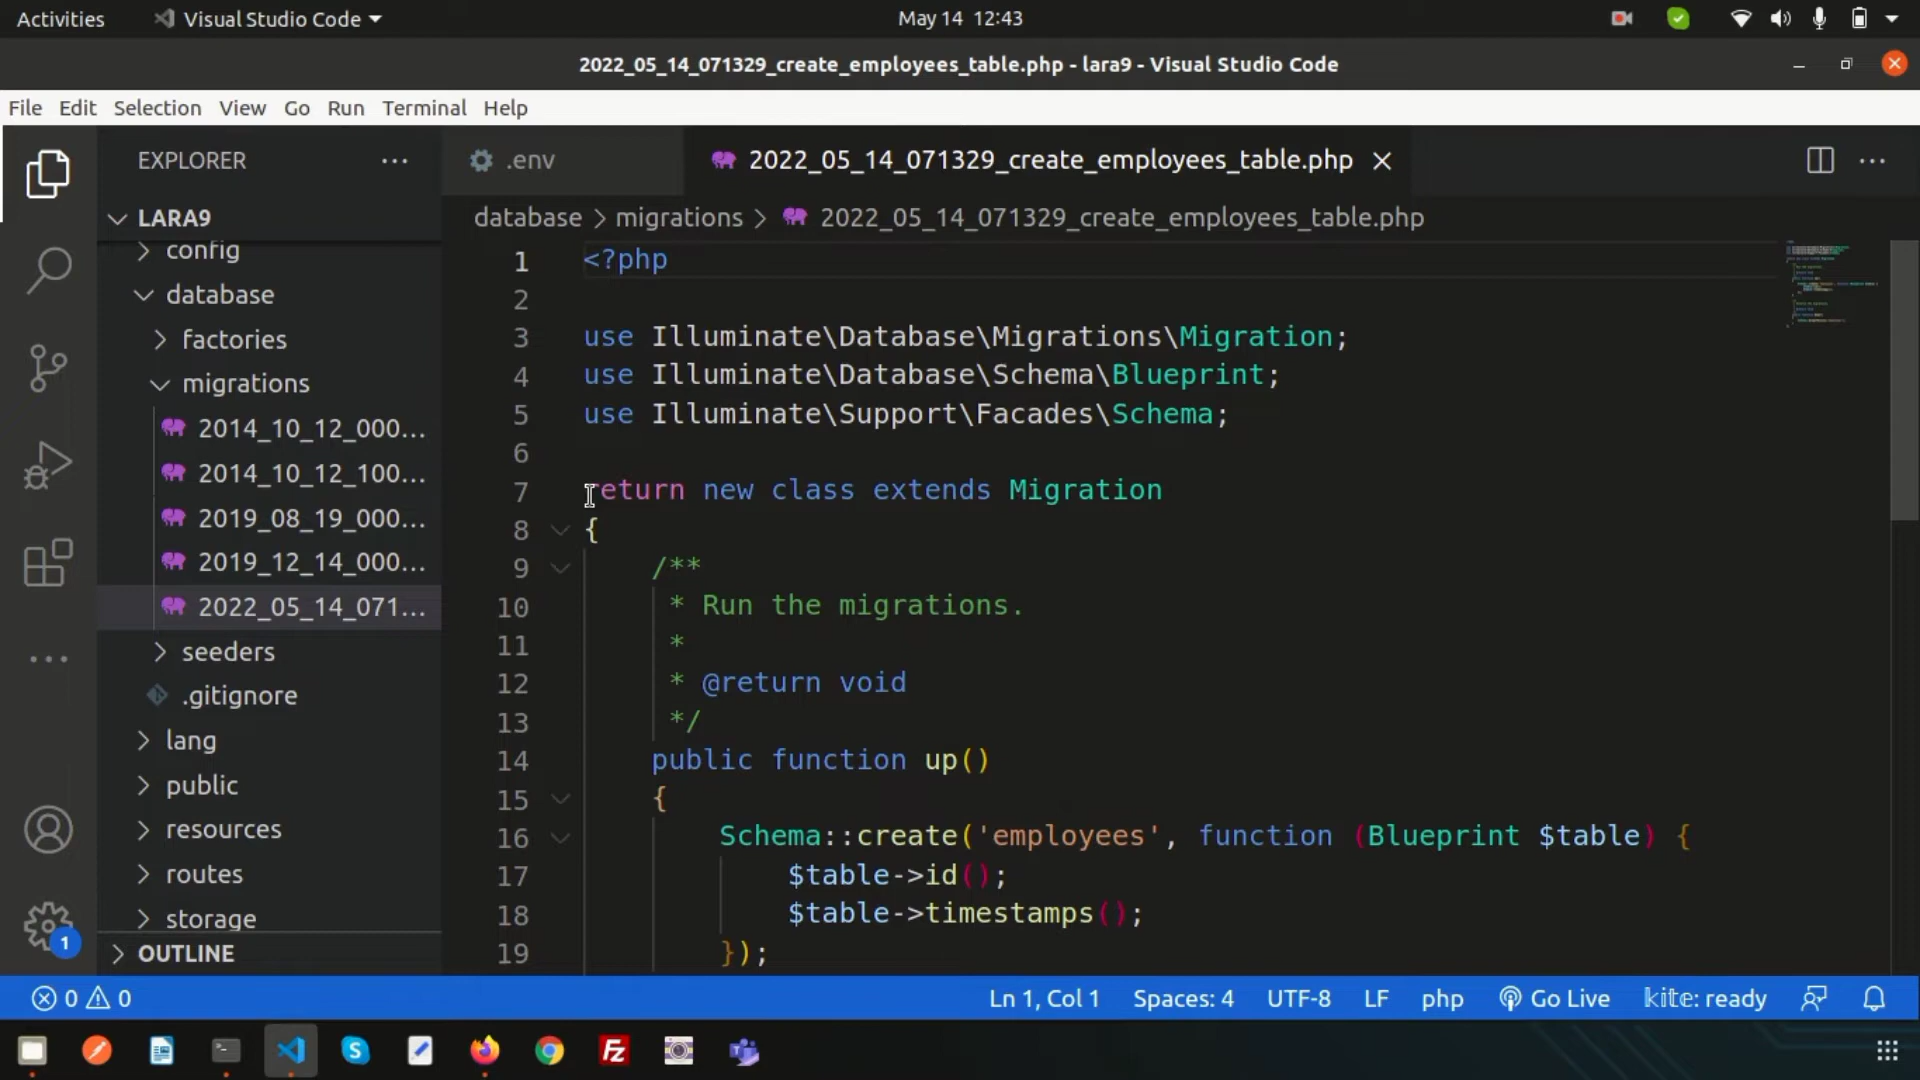 Activities
Visual Studio Code
May 14 12:43
2022_05_14_071329_create_employees_table.php - lara9 - Visual Studio Code
File Edit Selection View Go Run Terminal Help
EXPLORER
LARA9
config
database
factories
migrations
2014_10_12_000...
2014_10_12_100...
2019_08_19_000...
2019_12_14_000...
2022_05_14_071...
seeders
.gitignore
lang
public
resources
routes
storage
OUTLINE
.env
2022_05_14_071329_create_employees_table.php
database > migrations > 2022_05_14_071329_create_employees_table.php
1 <?php
2
3 use Illuminate\Database\Migrations\Migration;
4 use Illuminate\Database\Schema\Blueprint;
5 use Illuminate\Support\Facades\Schema;
6
7 return new class extends Migration
8 {
9 /**
10 * Run the migrations.
11 *
12 * @return void
13 */
14 public function up()
15 {
16 Schema::create('employees', function (Blueprint $table) {
17 $table->id();
18 $table->timestamps();
19 });
1
0 0
Ln 1, Col 1 Spaces: 4 UTF-8 LF php Go Live kite: ready